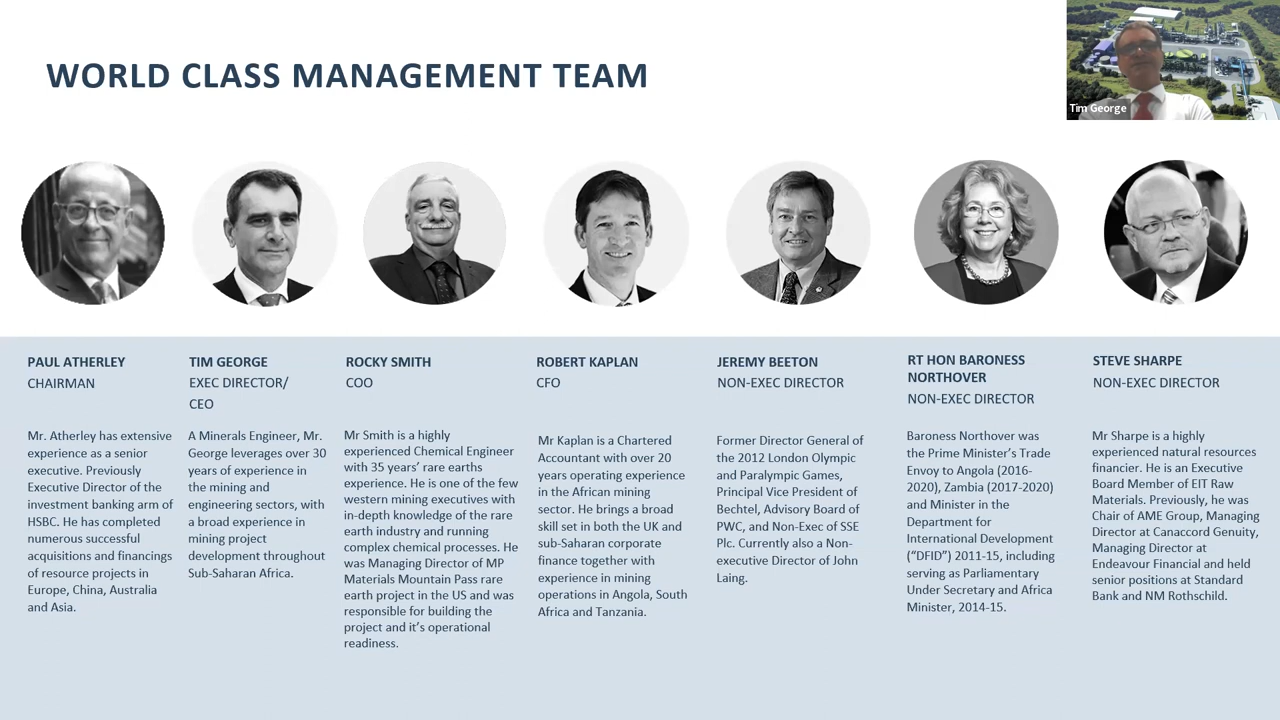 WORLD CLASS MANAGEMENT TEAM
Tim George
PAUL ATHERLEY
CHAIRMAN
Mr. Atherley has extensive
experience as a senior
executive. Previously
Executive Director of the
investment banking arm of
HSBC. He has completed
numerous successful
acquisitions and financings
of resource projects in
Europe, China, Australia
and Asia.
TIM GEORGE
EXEC DIRECTOR/
CEO
A Minerals Engineer, Mr.
George leverages over 30
years of experience in
the mining and
engineering sectors, with
a broad experience in
mining project
development throughout
Sub-Saharan Africa.
ROCKY SMITH
COO
Mr Smith is a highly
experienced Chemical Engineer
with 35 years’ rare earths
experience. He is one of the few
western mining executives with
in-depth knowledge of the rare
earth industry and running
complex chemical processes. He
was Managing Director of MP
Materials Mountain Pass rare
earth project in the US and was
responsible for building the
project and it’s operational
readiness.
ROBERT KAPLAN
CFO
Mr Kaplan is a Chartered
Accountant with over 20
years operating experience
in the African mining
sector. He brings a broad
skill set in both the UK and
sub-Saharan corporate
finance together with
experience in mining
operations in Angola, South
Africa and Tanzania.
JEREMY BEETON
NON-EXEC DIRECTOR
Former Director General of
the 2012 London Olympic
and Paralympic Games,
Principal Vice President of
Bechtel, Advisory Board of
PWC, and Non-Exec of SSE
Plc. Currently also a Non-
executive Director of John
Laing.
RT HON BARONESS
NORTHOVER
NON-EXEC DIRECTOR
Baroness Northover was
the Prime Minister’s Trade
Envoy to Angola (2016-
2020), Zambia (2017-2020)
and Minister in the
Department for
International Development
(“DFID”) 2011-15, including
serving as Parliamentary
Under Secretary and Africa
Minister, 2014-15.
STEVE SHARPE
NON-EXEC DIRECTOR
Mr Sharpe is a highly
experienced natural resources
financier. He is an Executive
Board Member of EIT Raw
Materials. Previously, he was
Chair of AME Group, Managing
Director at Canaccord Genuity,
Managing Director at
Endeavour Financial and held
senior positions at Standard
Bank and NM Rothschild.